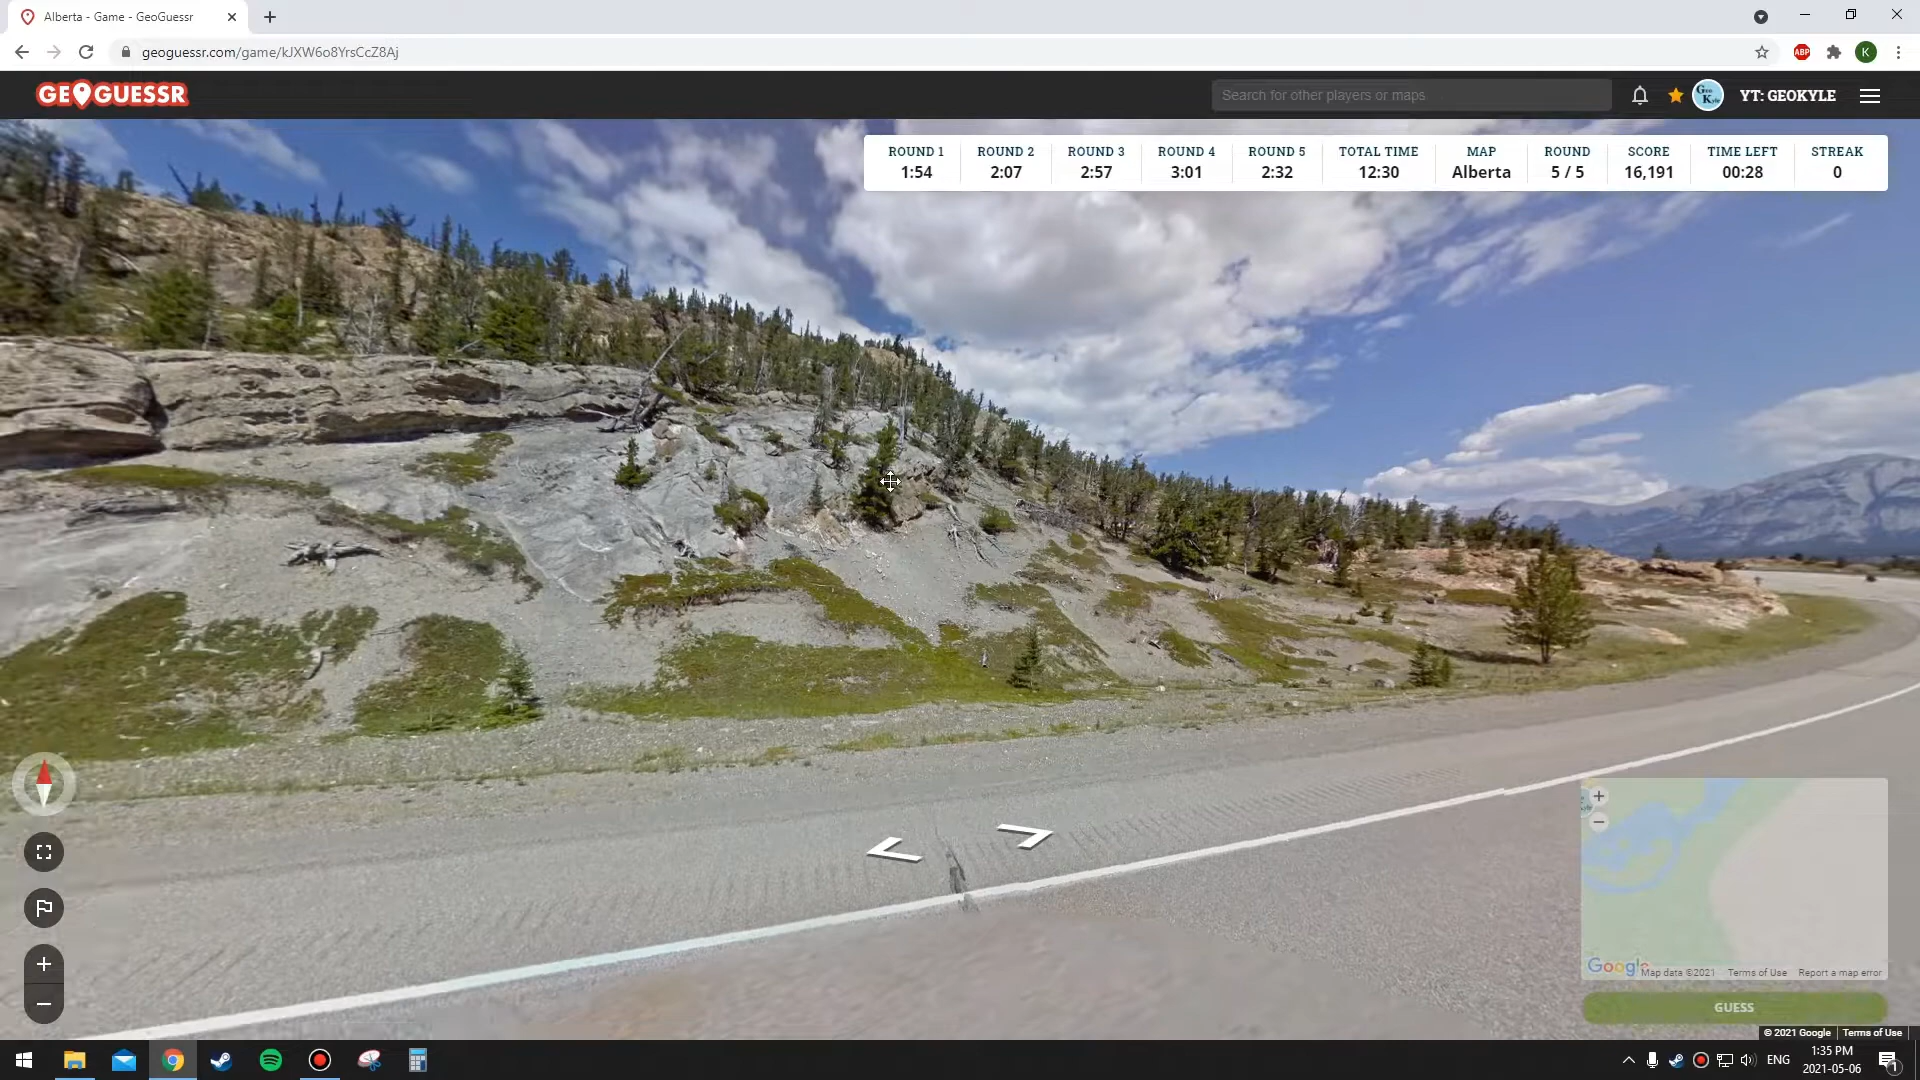 Alberta - Game - GeoGuessr
geoguessr.com/game/kJXW6o8YrsCcZ8Aj
ABP
K
GEOGUESSR
Search for other players or maps
Geo Kyle
YT: GEOKYLE
ROUND 1 ROUND 2 ROUND 3 ROUND 4 ROUND 5 TOTAL TIME MAP ROUND SCORE TIME LEFT STREAK
1:54 2:07 2:57 3:01 2:32 12:30 Alberta 5 / 5 16,191 00:28 0
Google Map data ©2021 Terms of Use Report a map error
GUESS
© 2021 Google Terms of Use
ENG
1:35 PM
2021-05-06
1